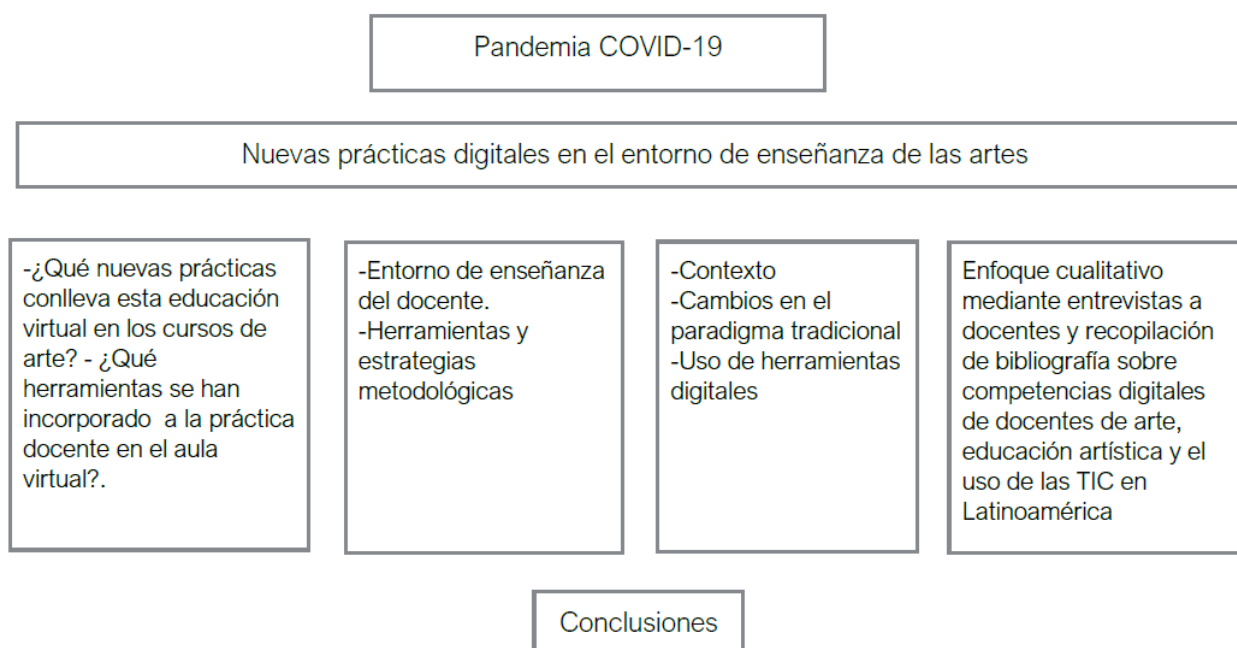 Pandemia COVID-19
Nuevas prácticas digitales en el entorno de enseñanza de las artes
-¿Qué nuevas prácticas
conlleva esta educación
virtual en los cursos de
arte? - ¿Qué
herramientas se han
incorporado a la práctica
docente en el aula
virtual?.
-Entorno de enseñanza
del docente.
-Herramientas y
estrategias
metodológicas
-Contexto
-Cambios en el
paradigma tradicional
-Uso de herramientas
digitales
Enfoque cualitativo
mediante entrevistas a
docentes y recopilación
de bibliografía sobre
competencias digitales
de docentes de arte,
educación artística y el
uso de las TIC en
Latinoamérica
Conclusiones